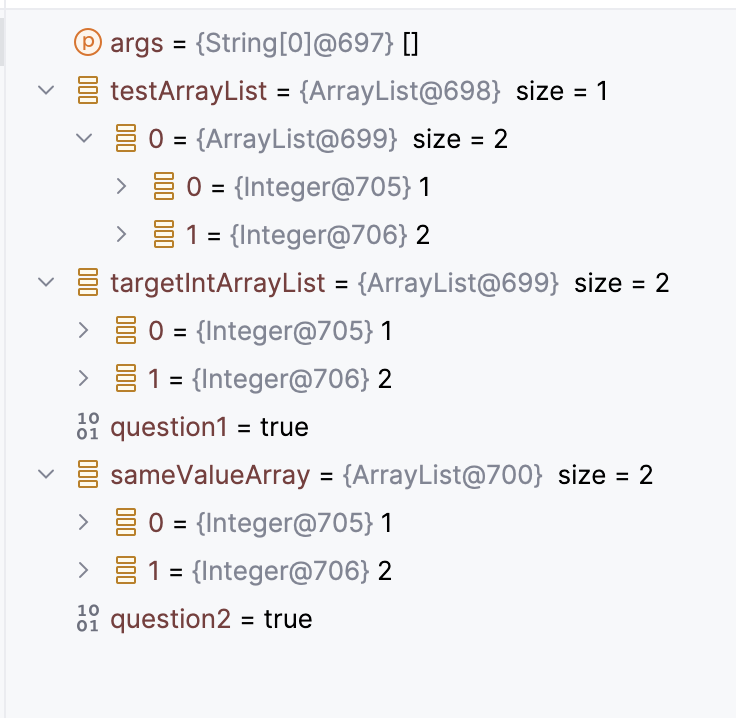 p args = {String[0]@697} []
testArrayList = {ArrayList@698} size = 1
0 = {ArrayList@699} size = 2
0 = {Integer@705} 1
1 = {Integer@706} 2
targetIntArrayList = {ArrayList@699} size = 2
0 = {Integer@705} 1
1 = {Integer@706} 2
10 01 question1 = true
sameValueArray = {ArrayList@700} size = 2
0 = {Integer@705} 1
1 = {Integer@706} 2
10 01 question2 = true